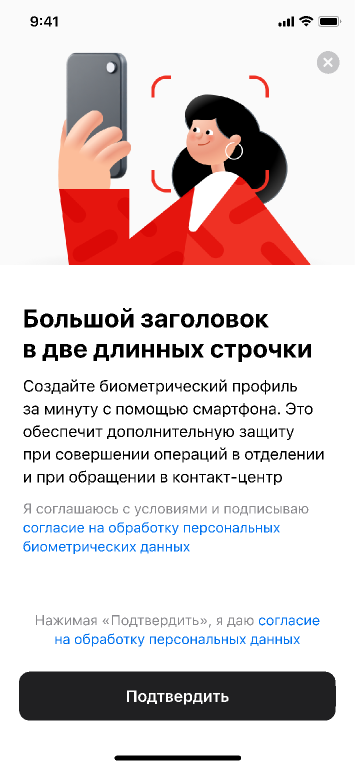 9:41
Большой заголовок
в две длинных строчки
Создайте биометрический профиль
за минуту с помощью смартфона. Это
обеспечит дополнительную защиту
при совершении операций в отделении
и при обращении в контакт-центр
Я соглашаюсь с условиями и подписываю
согласие на обработку персональных
биометрических данных
Нажимая «Подтвердить», я даю согласие
на обработку персональных данных
Подтвердить